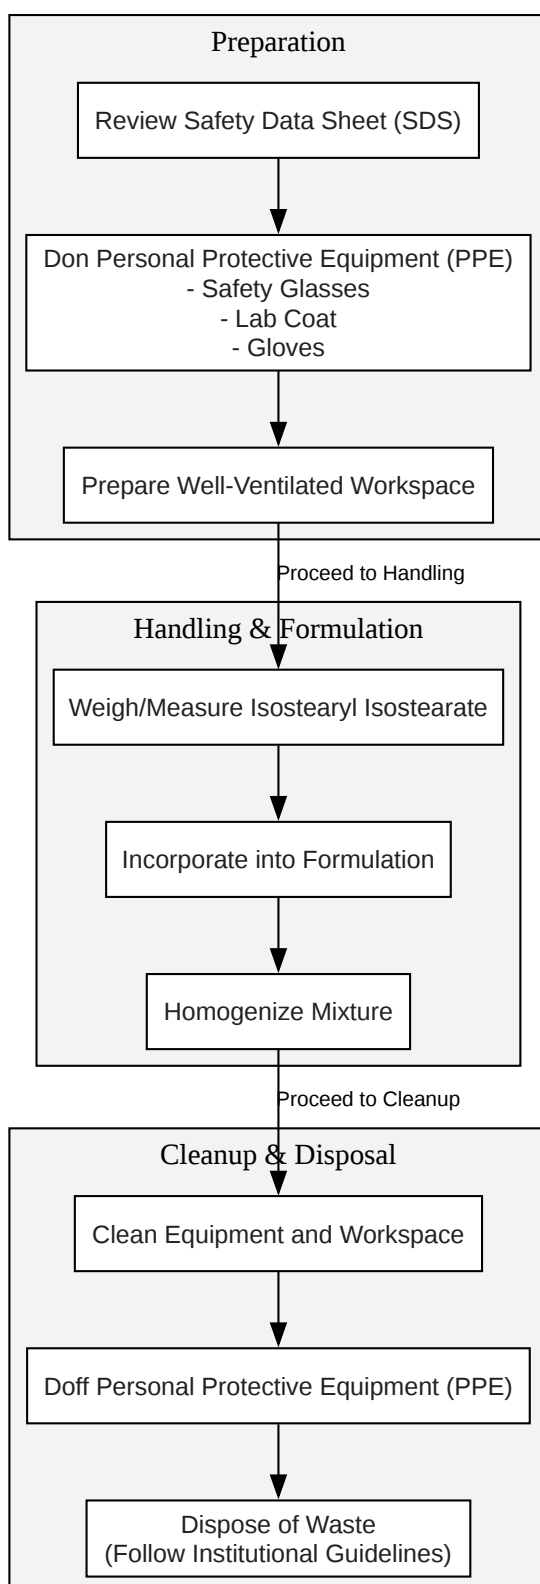 Preparation
Review Safety Data Sheet (SDS)
Don Personal Protective Equipment (PPE)
- Safety Glasses
- Lab Coat
- Gloves
Prepare Well-Ventilated Workspace
Proceed to Handling
Handling & Formulation
Weigh/Measure Isostearyl Isostearate
Incorporate into Formulation
Homogenize Mixture
Proceed to Cleanup
Cleanup & Disposal
Clean Equipment and Workspace
Doff Personal Protective Equipment (PPE)
Dispose of Waste
(Follow Institutional Guidelines)